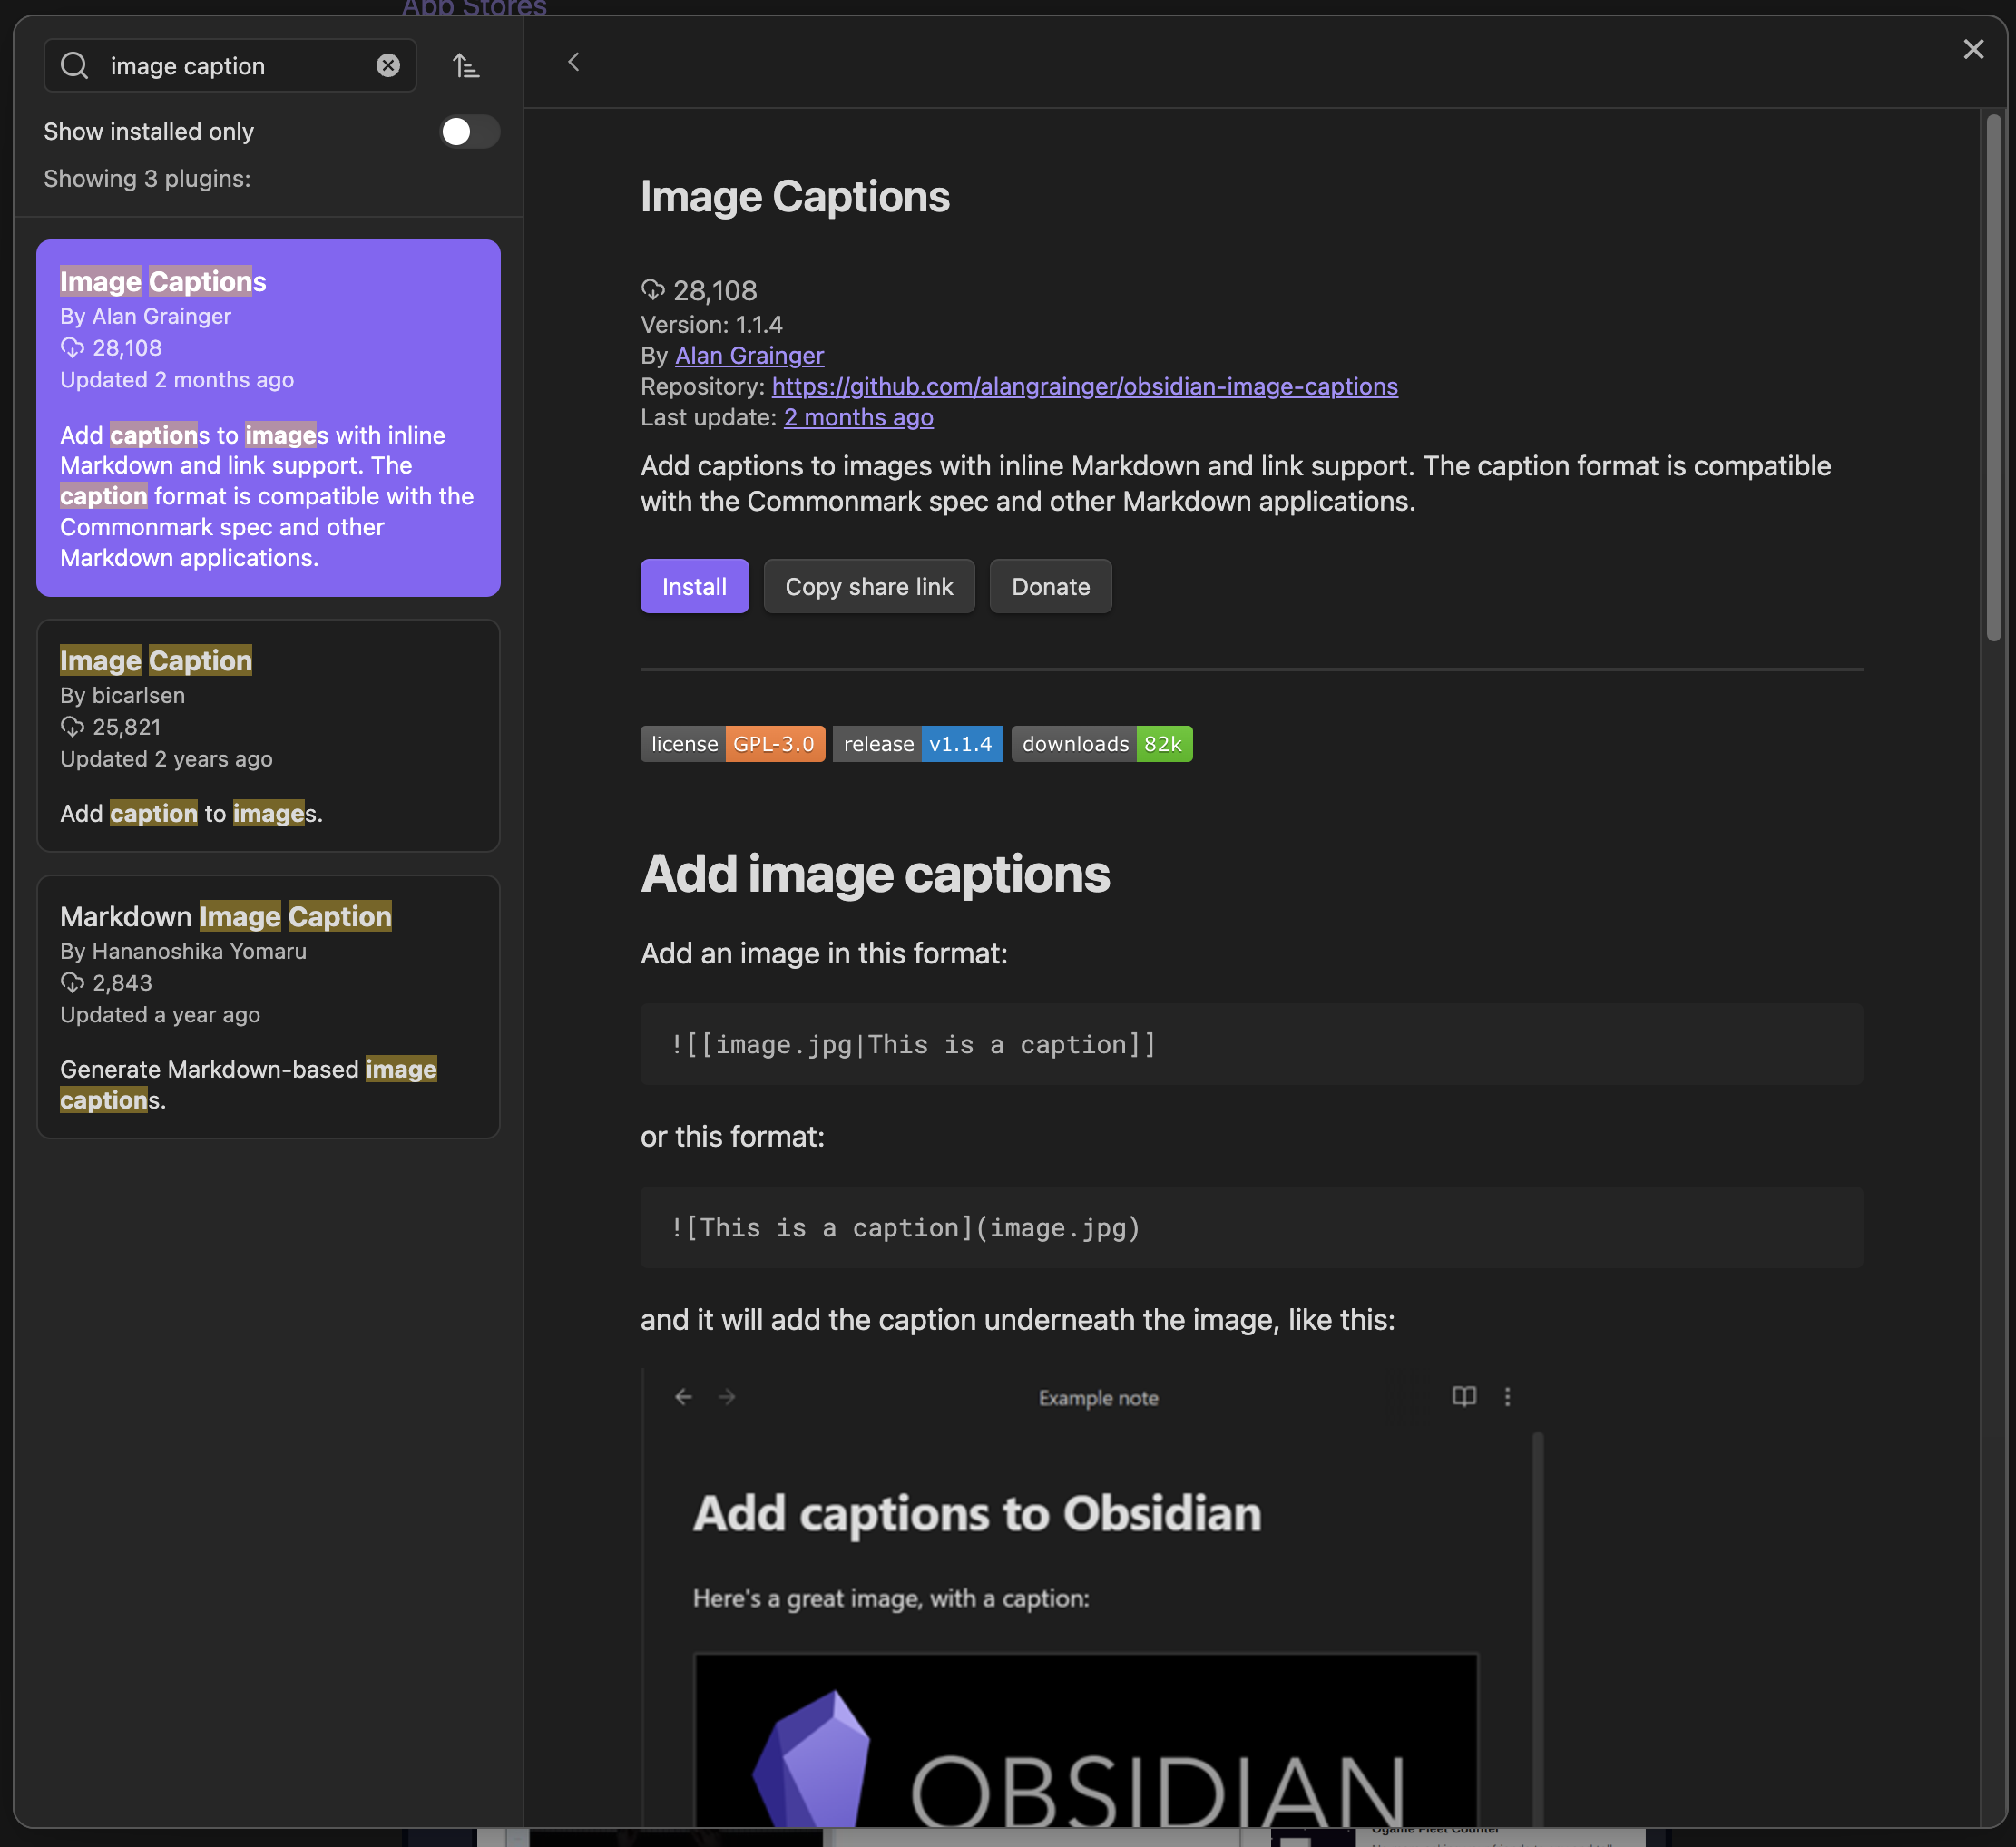 App Stores
image caption
Show installed only
Showing 3 plugins:
Image Captions
By Alan Grainger
28,108
Updated 2 months ago
Add captions to images with inline
Markdown and link support. The
caption format is compatible with the
Commonmark spec and other
Markdown applications.
Image Caption
By bicarlsen
25,821
Updated 2 years ago
Add caption to images.
Markdown Image Caption
By Hananoshika Yomaru
2,843
Updated a year ago
Generate Markdown-based image
captions.
Image Captions
28,108
Version: 1.1.4
By Alan Grainger
Repository: https://github.com/alangrainger/obsidian-image-captions
Last update: 2 months ago
Add captions to images with inline Markdown and link support. The caption format is compatible
with the Commonmark spec and other Markdown applications.
Install Copy share link Donate
license GPL-3.0 release v1.1.4 downloads 82k
Add image captions
Add an image in this format:
![[image.jpg|This is a caption]]
or this format:
![This is a caption](image.jpg)
and it will add the caption underneath the image, like this:
Example note
Add captions to Obsidian
Here's a great image, with a caption:
OBSIDIAN
Ogame Fleet Counter